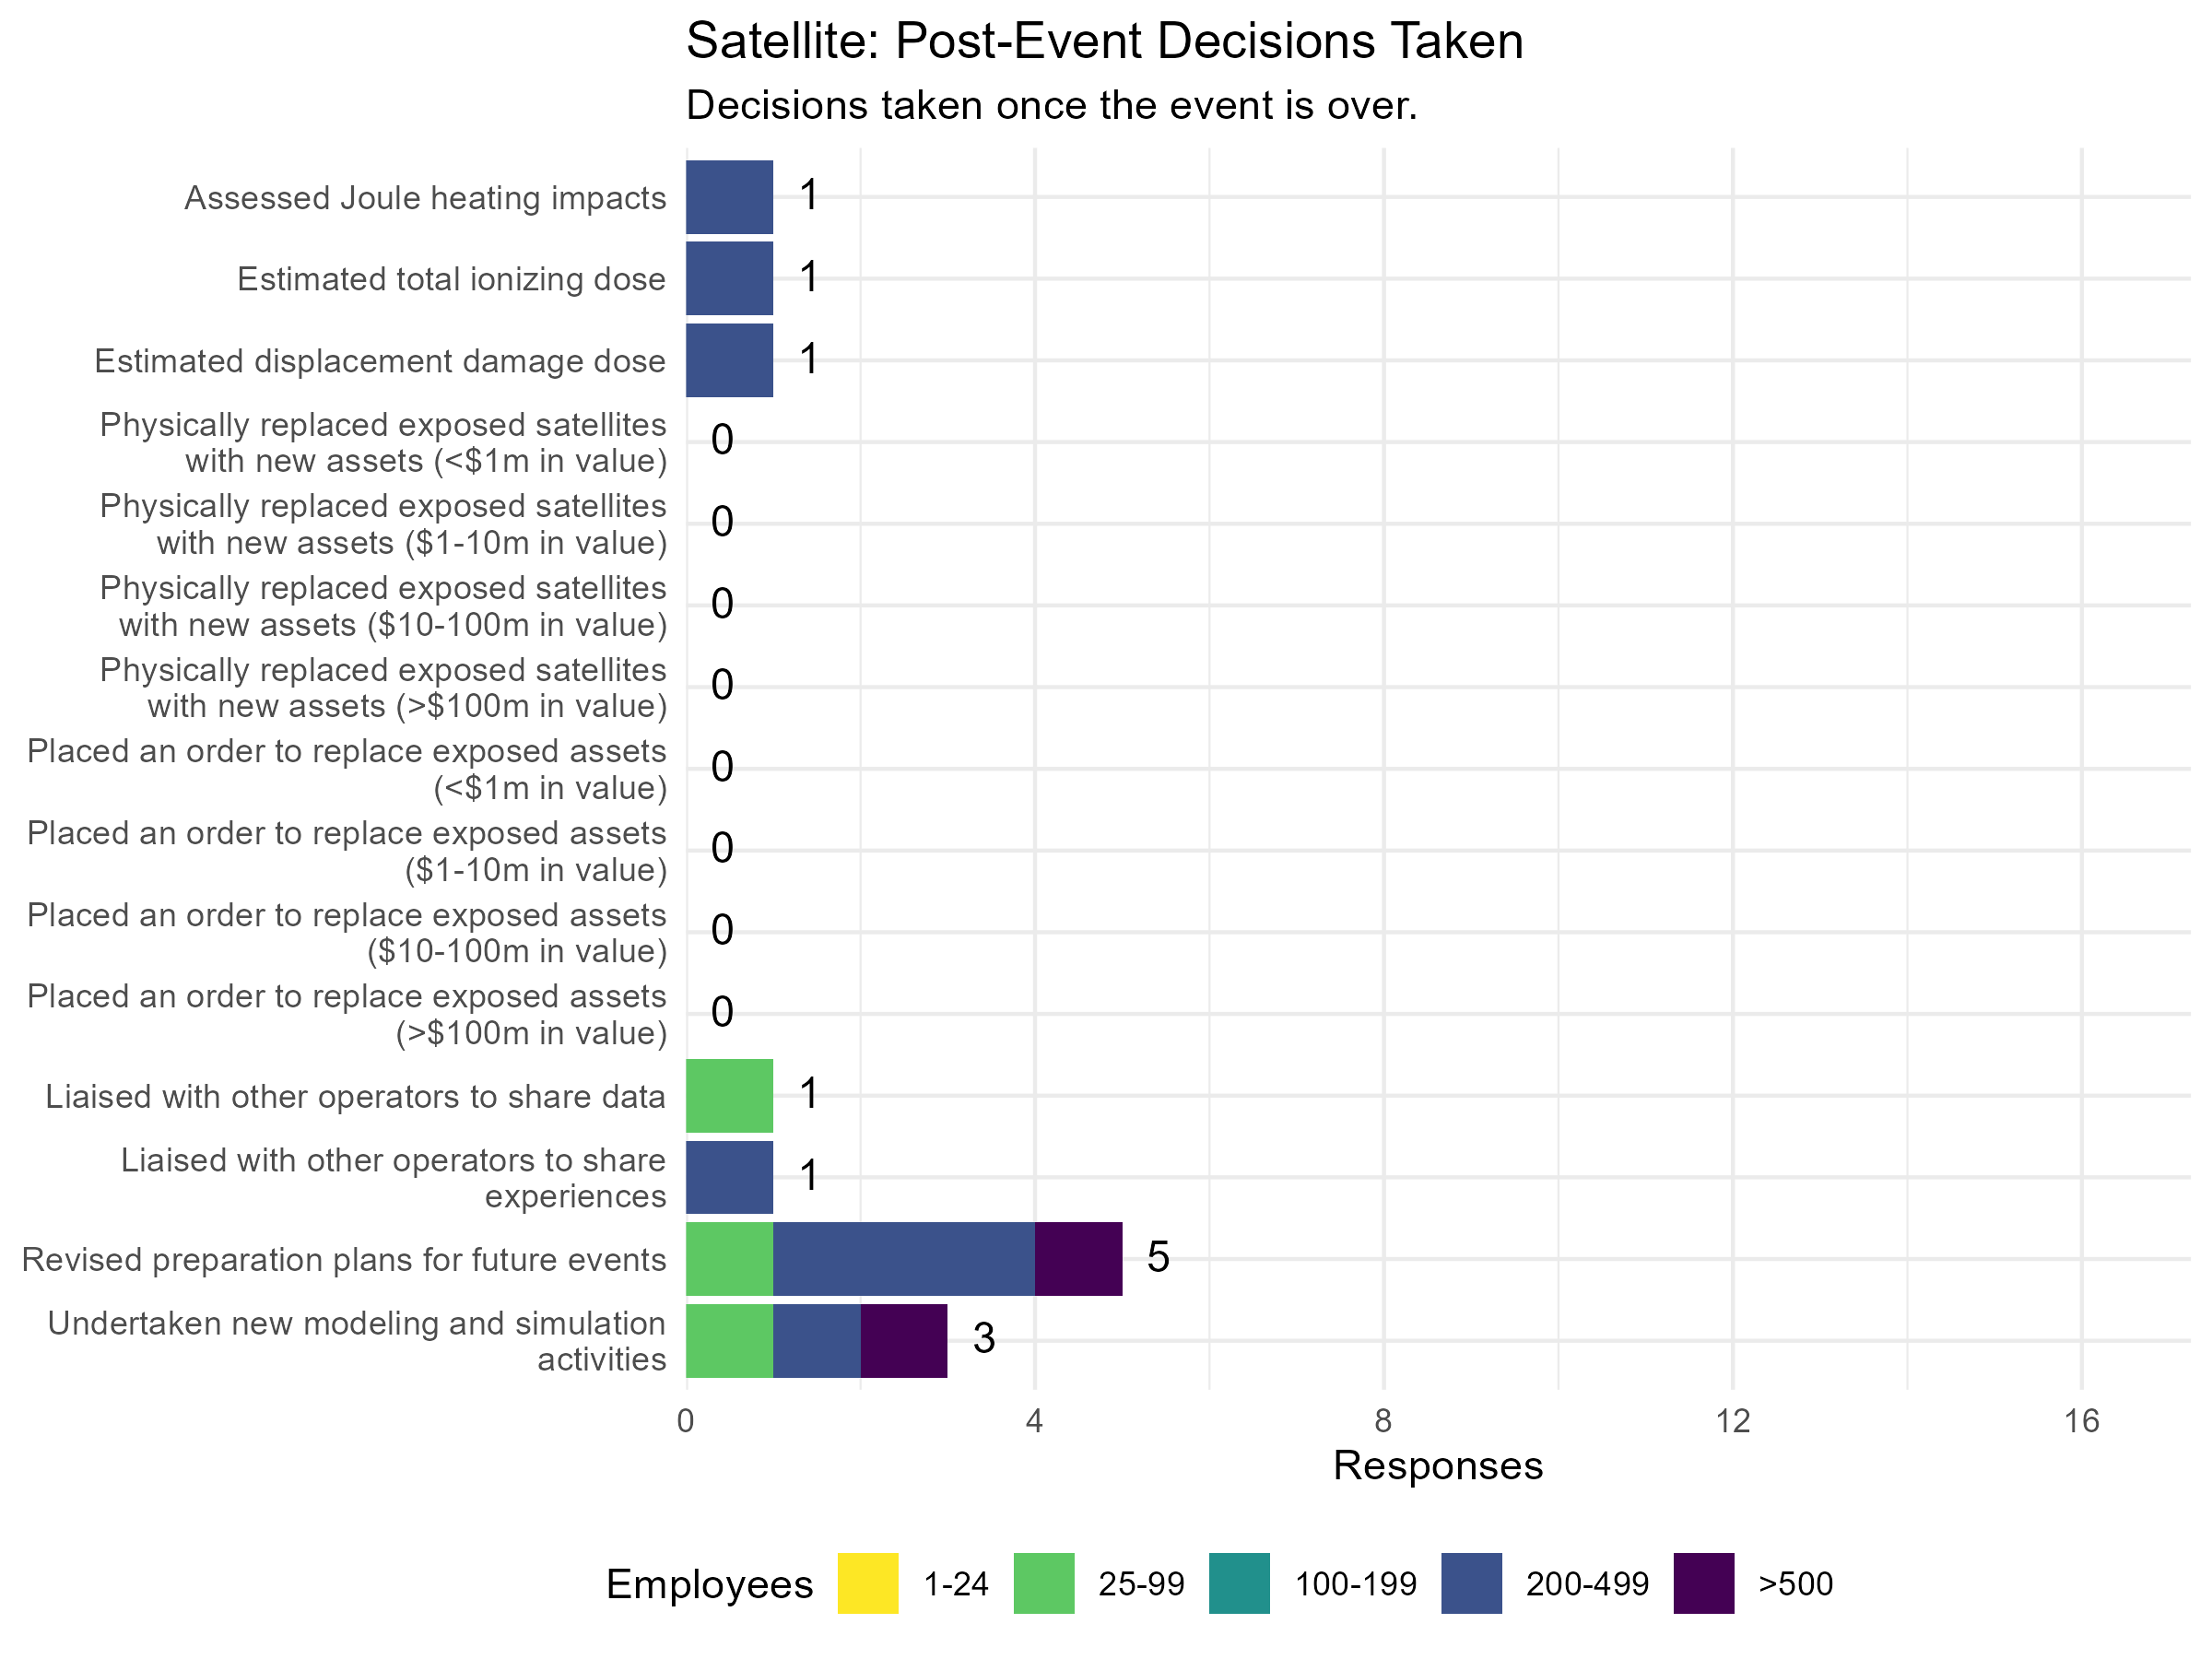 Satellite: Post-Event Decisions Taken
Decisions taken once the event is over.
Assessed Joule heating impacts
1
Estimated total ionizing dose
1
Estimated displacement damage dose
1
Physically replaced exposed satellites
with new assets (<$1m in value)
0
Physically replaced exposed satellites
with new assets ($1-10m in value)
0
Physically replaced exposed satellites
with new assets ($10-100m in value)
0
Physically replaced exposed satellites
with new assets (>$100m in value)
0
Placed an order to replace exposed assets
(<$1m in value)
0
Placed an order to replace exposed assets
($1-10m in value)
0
Placed an order to replace exposed assets
($10-100m in value)
0
Placed an order to replace exposed assets
(>$100m in value)
0
Liaised with other operators to share data
1
Liaised with other operators to share
experiences
1
Revised preparation plans for future events
5
Undertaken new modeling and simulation
activities
3
0 4 8 12 16
Responses
Employees 1-24 25-99 100-199 200-499 >500